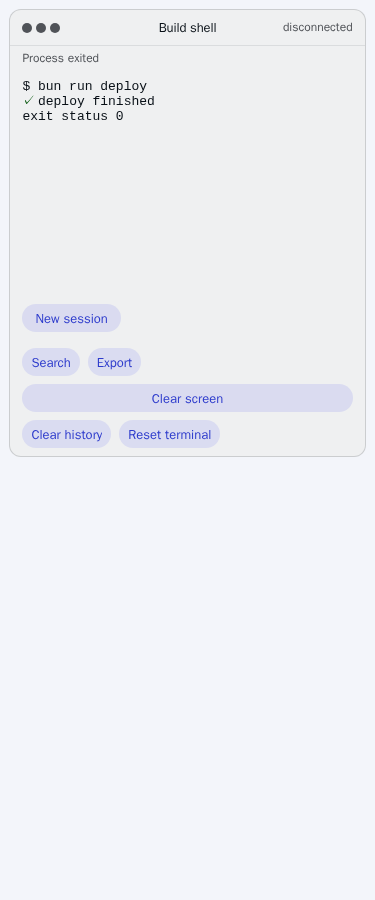 Build shell disconnected
Process exited
$ bun run deploy
✓ deploy finished
exit status 0
New session
Search Export
Clear screen
Clear history Reset terminal